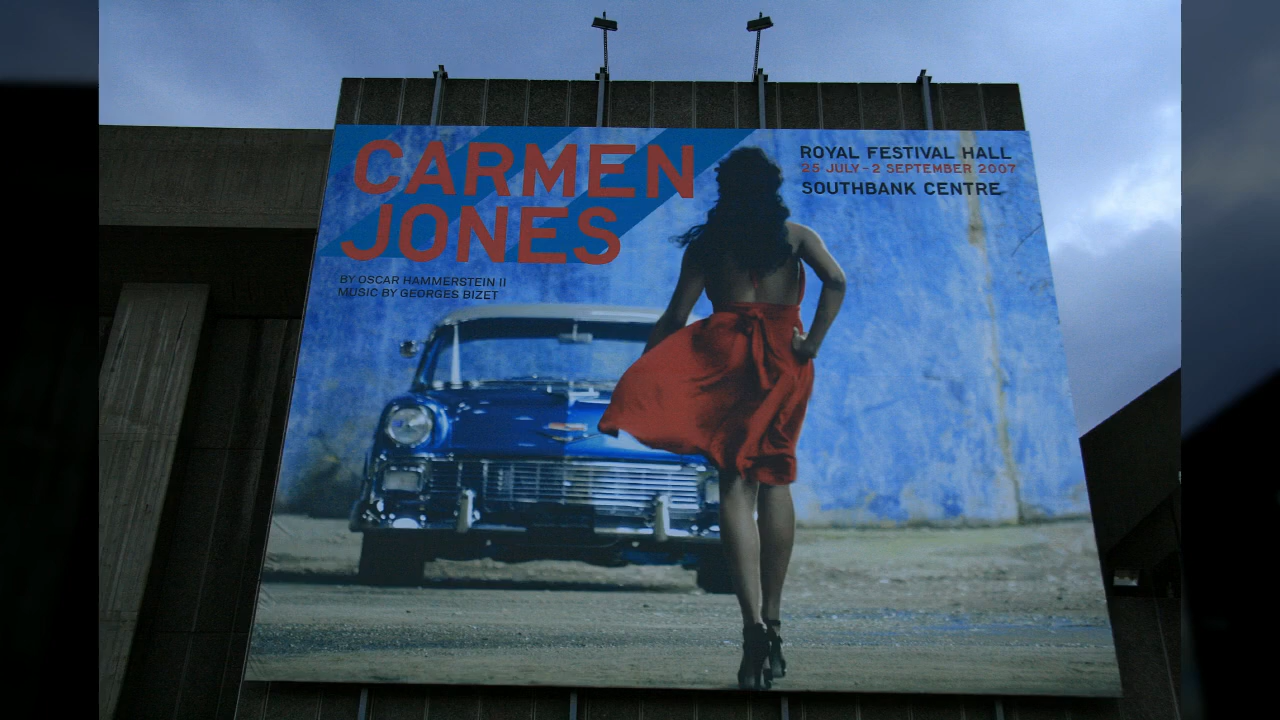 CARMEN
JONES
BY OSCAR HAMMERSTEIN II
MUSIC BY GEORGES BIZET
ROYAL FESTIVAL HALL
25 JULY - 2 SEPTEMBER 2007
SOUTHBANK CENTRE